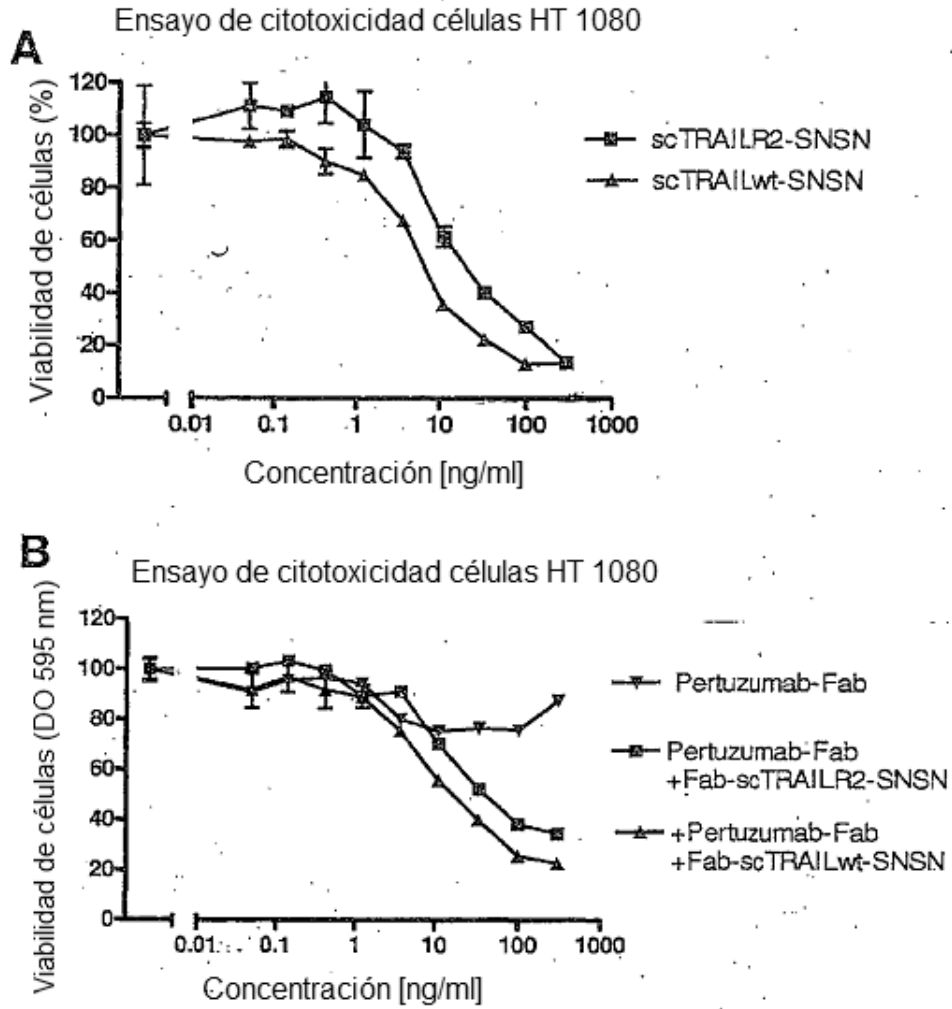 Ensayo de citotoxicidad células HT 1080
A
Viabilidad de células (%)
120
100
80
60
40
20
0
0.01 0.1 1 10 100 1000
Concentración [ng/ml]
scTRAILR2-SNSN
scTRAILwt-SNSN
B
Ensayo de citotoxicidad células HT 1080
Viabilidad de células (DO 595 nm)
120
100
80
60
40
20
0
0.01 0.1 1 10 100 1000
Concentración [ng/ml]
Pertuzumab-Fab
Pertuzumab-Fab
+Fab-scTRAILR2-SNSN
+Pertuzumab-Fab
+Fab-scTRAILwt-SNSN